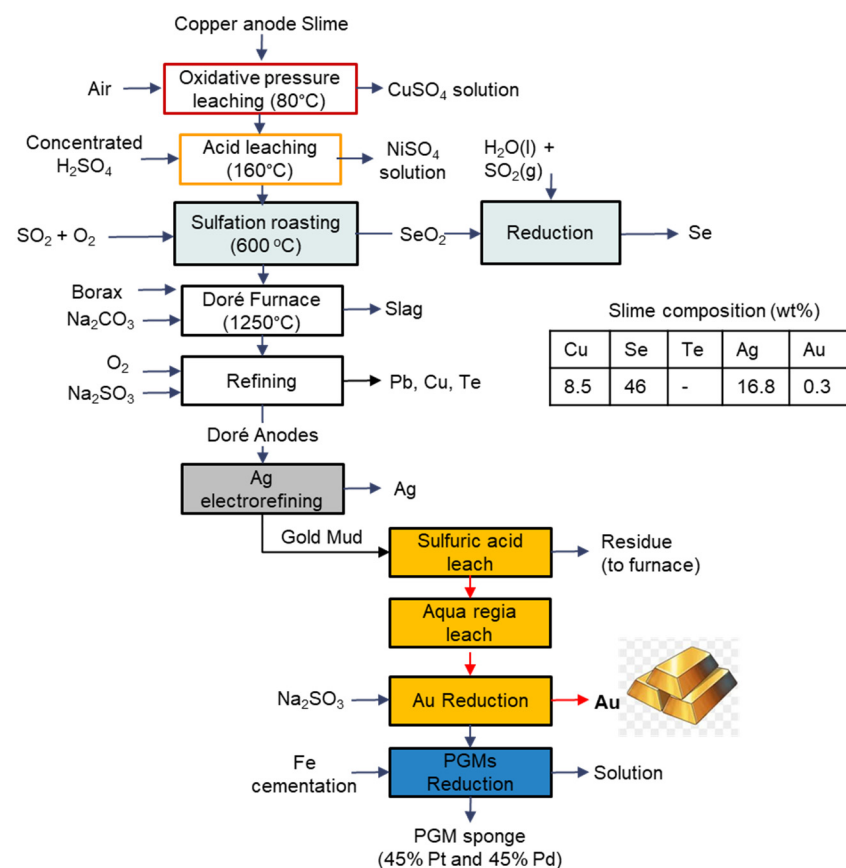 Copper anode Slime
Air
Oxidative pressure
leaching (80°C)
CuSO₄ solution
Concentrated
H₂SO₄
Acid leaching
(160°C)
NiSO₄
solution
H₂O(l) +
SO₂(g)
SO₂ + O₂
Sulfation roasting
(600 °C)
SeO₂
Reduction
Se
Borax
Na₂CO₃
Doré Furnace
(1250°C)
Slag
Slime composition (wt%)
Cu Se Te Ag Au
8.5 46 - 16.8 0.3
O₂
Na₂SO₃
Refining
Pb, Cu, Te
Doré Anodes
Ag
electrorefining
Ag
Gold Mud
Sulfuric acid
leach
Residue
(to furnace)
Aqua regia
leach
Na₂SO₃
Au Reduction
Au
Fe
cementation
PGMs
Reduction
Solution
PGM sponge
(45% Pt and 45% Pd)